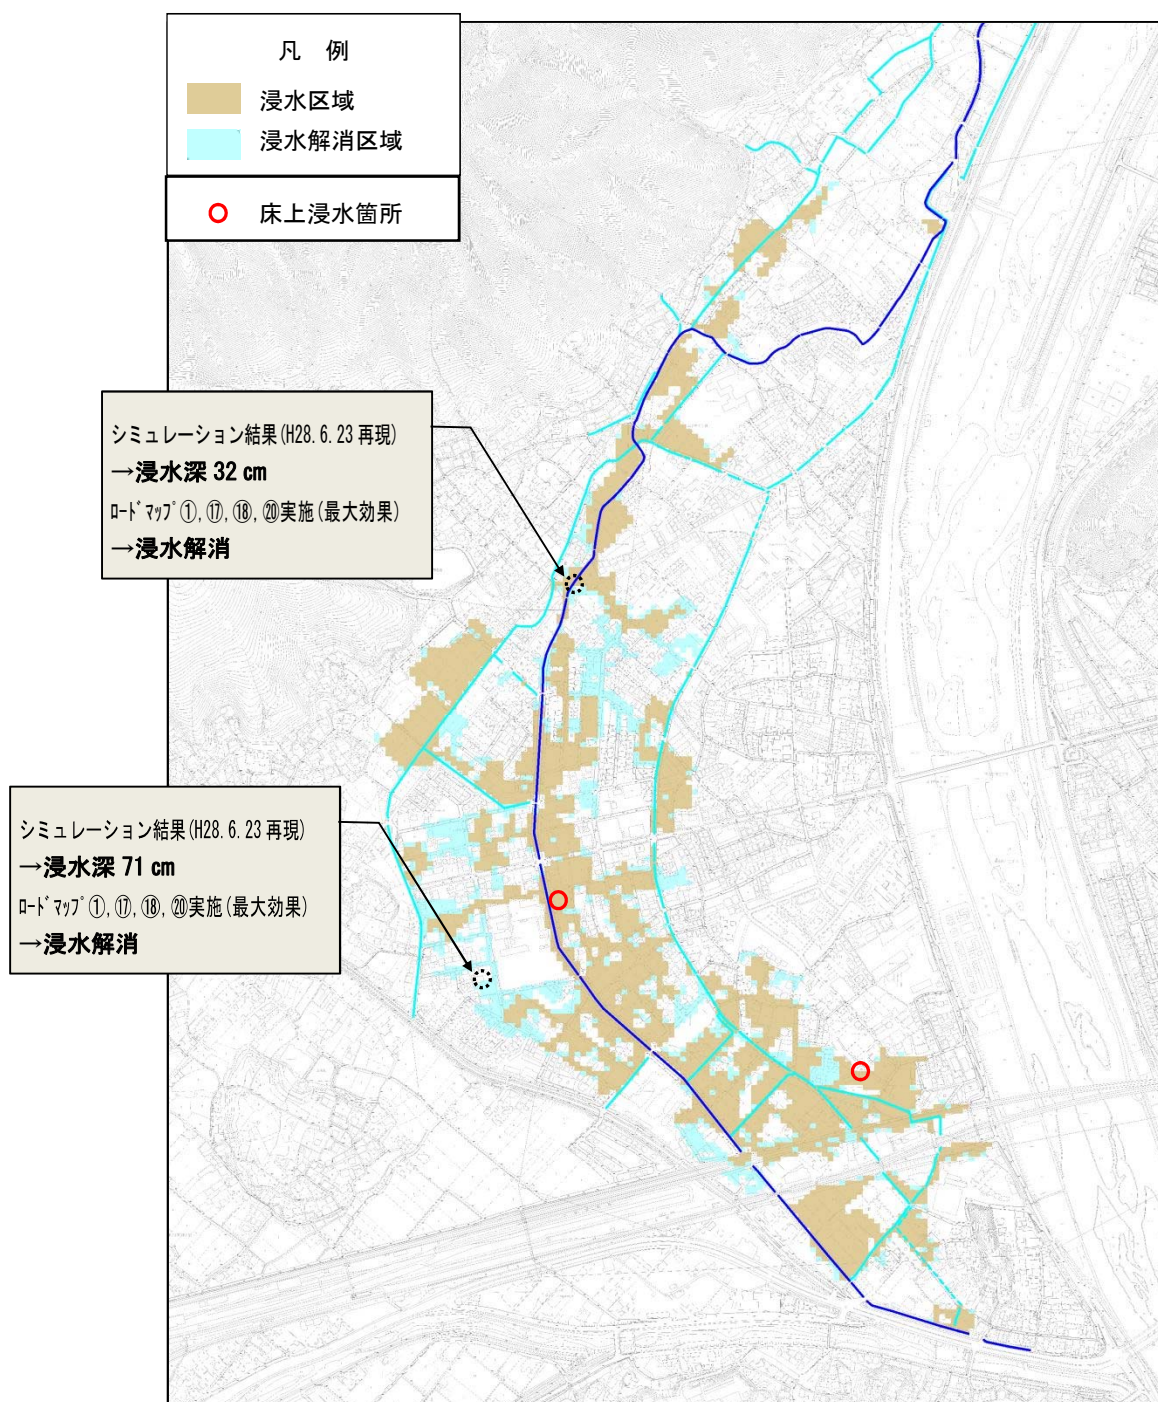 凡 例
浸水区域
浸水解消区域
床上浸水箇所
シミュレーション結果(H28.6.23再現)
→浸水深 32 cm
ロードマップ①,⑰,⑱,⑳実施(最大効果)
→浸水解消
シミュレーション結果(H28.6.23再現)
→浸水深 71 cm
ロードマップ①,⑰,⑱,⑳実施(最大効果)
→浸水解消